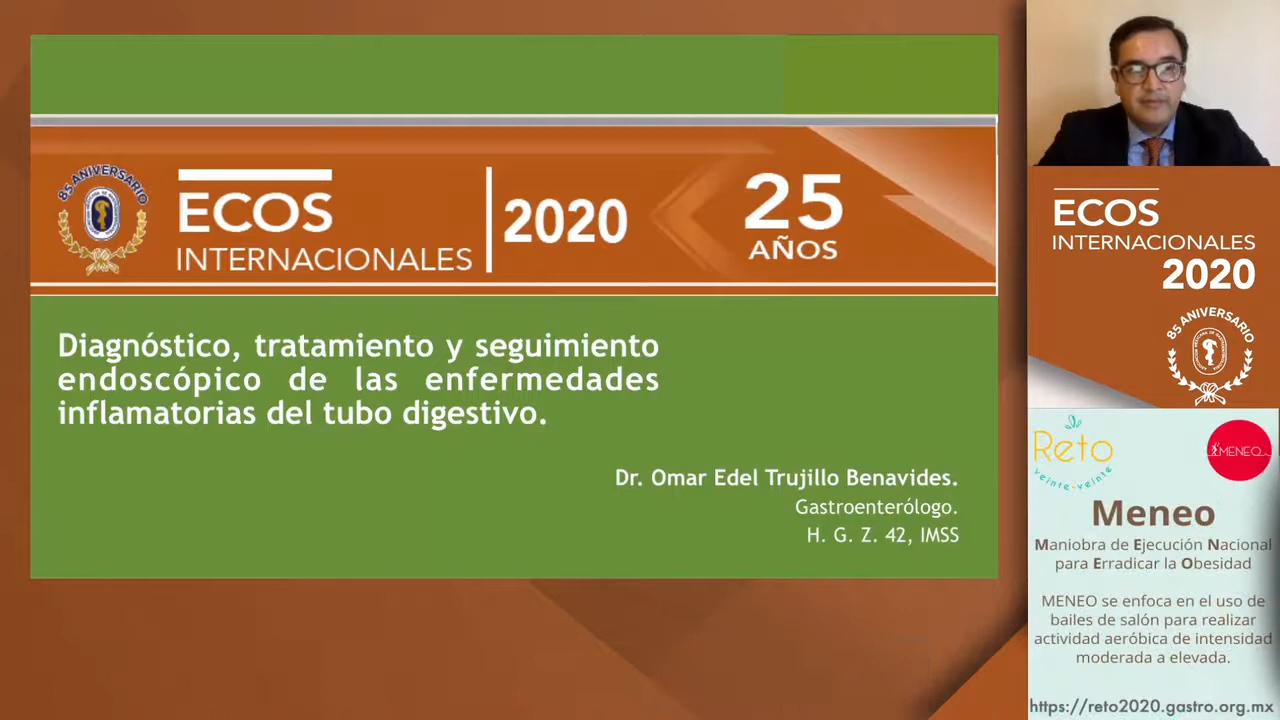 85 ANIVERSARIO
ECOS
INTERNACIONALES
2020
25
AÑOS
Diagnóstico, tratamiento y seguimiento
endoscópico de las enfermedades
inflamatorias del tubo digestivo.
Dr. Omar Edel Trujillo Benavides.
Gastroenterólogo.
H. G. Z. 42, IMSS
ECOS
INTERNACIONALES
2020
85 ANIVERSARIO
Reto
veinte-veinte
MENEO
Meneo
Maniobra de Ejecución Nacional
para Erradicar la Obesidad
MENEO se enfoca en el uso de
bailes de salón para realizar
actividad aeróbica de intensidad
moderada a elevada.
https://reto2020.gastro.org.mx